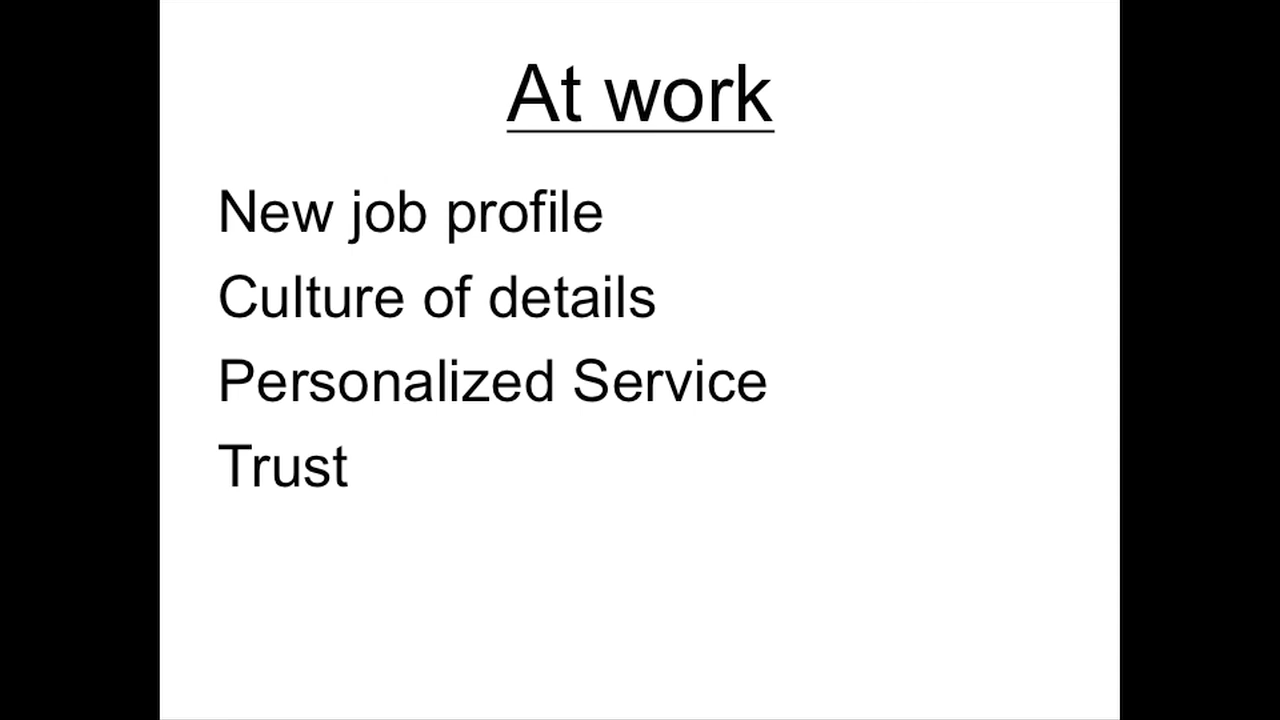 At work
New job profile
Culture of details
Personalized Service
Trust